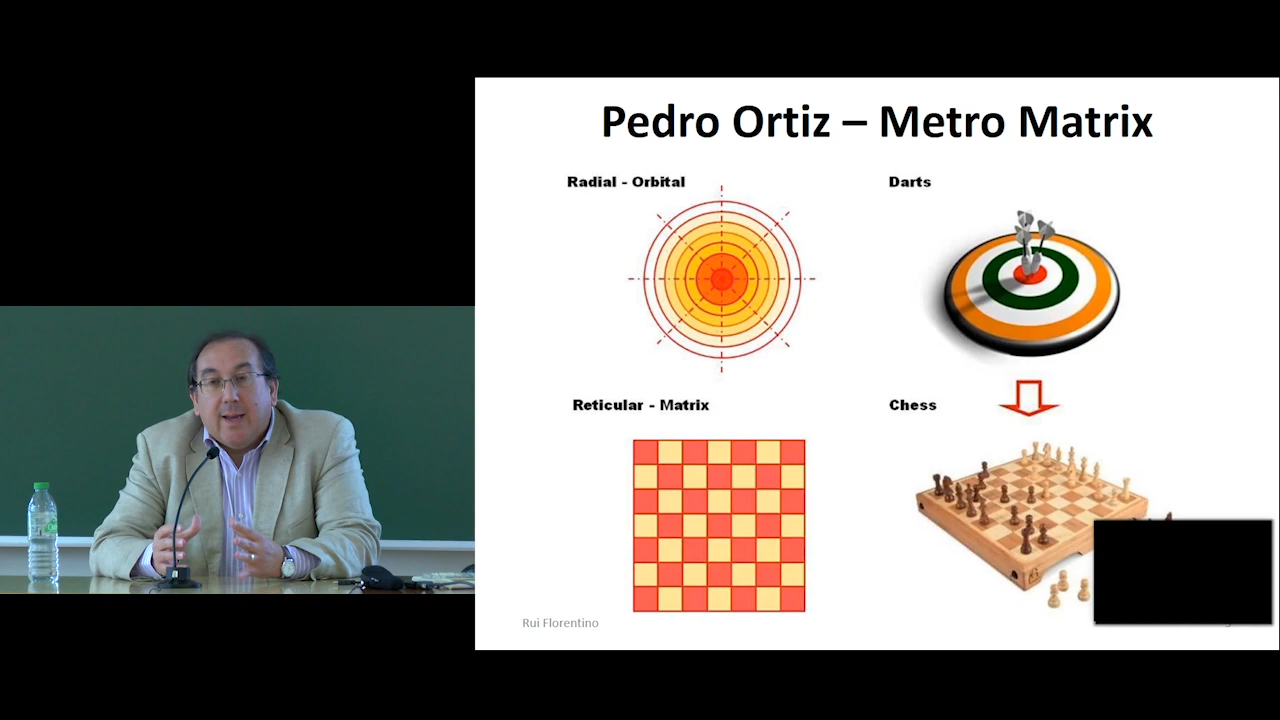 Pedro Ortiz – Metro Matrix
Radial - Orbital
Darts
Reticular - Matrix
Chess
Rui Florentino